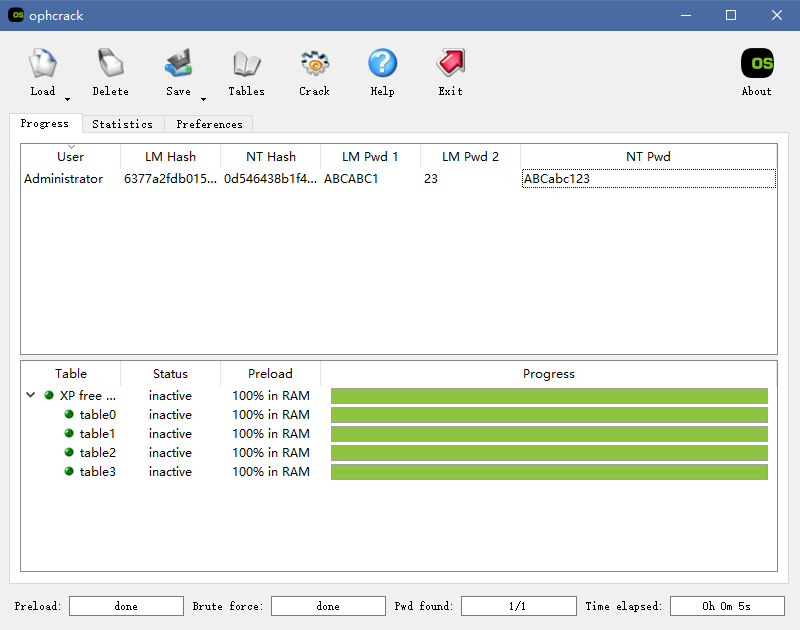 OS ophcrack
Load Delete Save Tables Crack Help Exit OS About
Progress Statistics Preferences
User LM Hash NT Hash LM Pwd 1 LM Pwd 2 NT Pwd
Administrator 6377a2fdb015... 0d546438b1f4... ABCABC1 23 ABCabc123
Table Status Preload Progress
XP free ... inactive 100% in RAM
table0 inactive 100% in RAM
table1 inactive 100% in RAM
table2 inactive 100% in RAM
table3 inactive 100% in RAM
Preload: done Brute force: done Pwd found: 1/1 Time elapsed: 0h 0m 5s